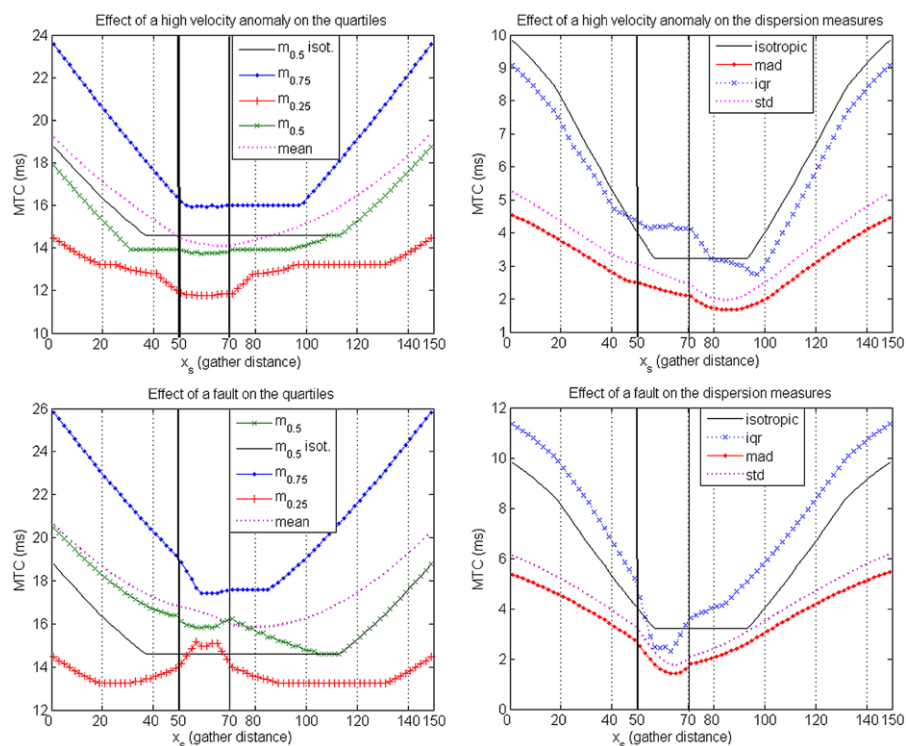 Effect of a high velocity anomaly on the quartiles
24
22
20
18
16
14
12
10
MTC (ms)
m0.5 isot.
m0.75
m0.25
m0.5
mean
0 20 40 50 60 70 80 100 120 140 150
xs (gather distance)
Effect of a high velocity anomaly on the dispersion measures
10
9
8
7
6
5
4
3
2
1
MTC (ms)
isotropic
mad
iqr
std
0 20 40 50 60 70 80 100 120 140 150
xs (gather distance)
Effect of a fault on the quartiles
26
24
22
20
18
16
14
12
MTC (ms)
m0.5
m0.5 isot.
m0.75
m0.25
mean
0 20 40 50 60 70 80 100 120 140 150
xs (gather distance)
Effect of a fault on the dispersion measures
12
10
8
6
4
2
0
MTC (ms)
isotropic
iqr
mad
std
0 20 40 50 60 70 80 100 120 140 150
xs (gather distance)